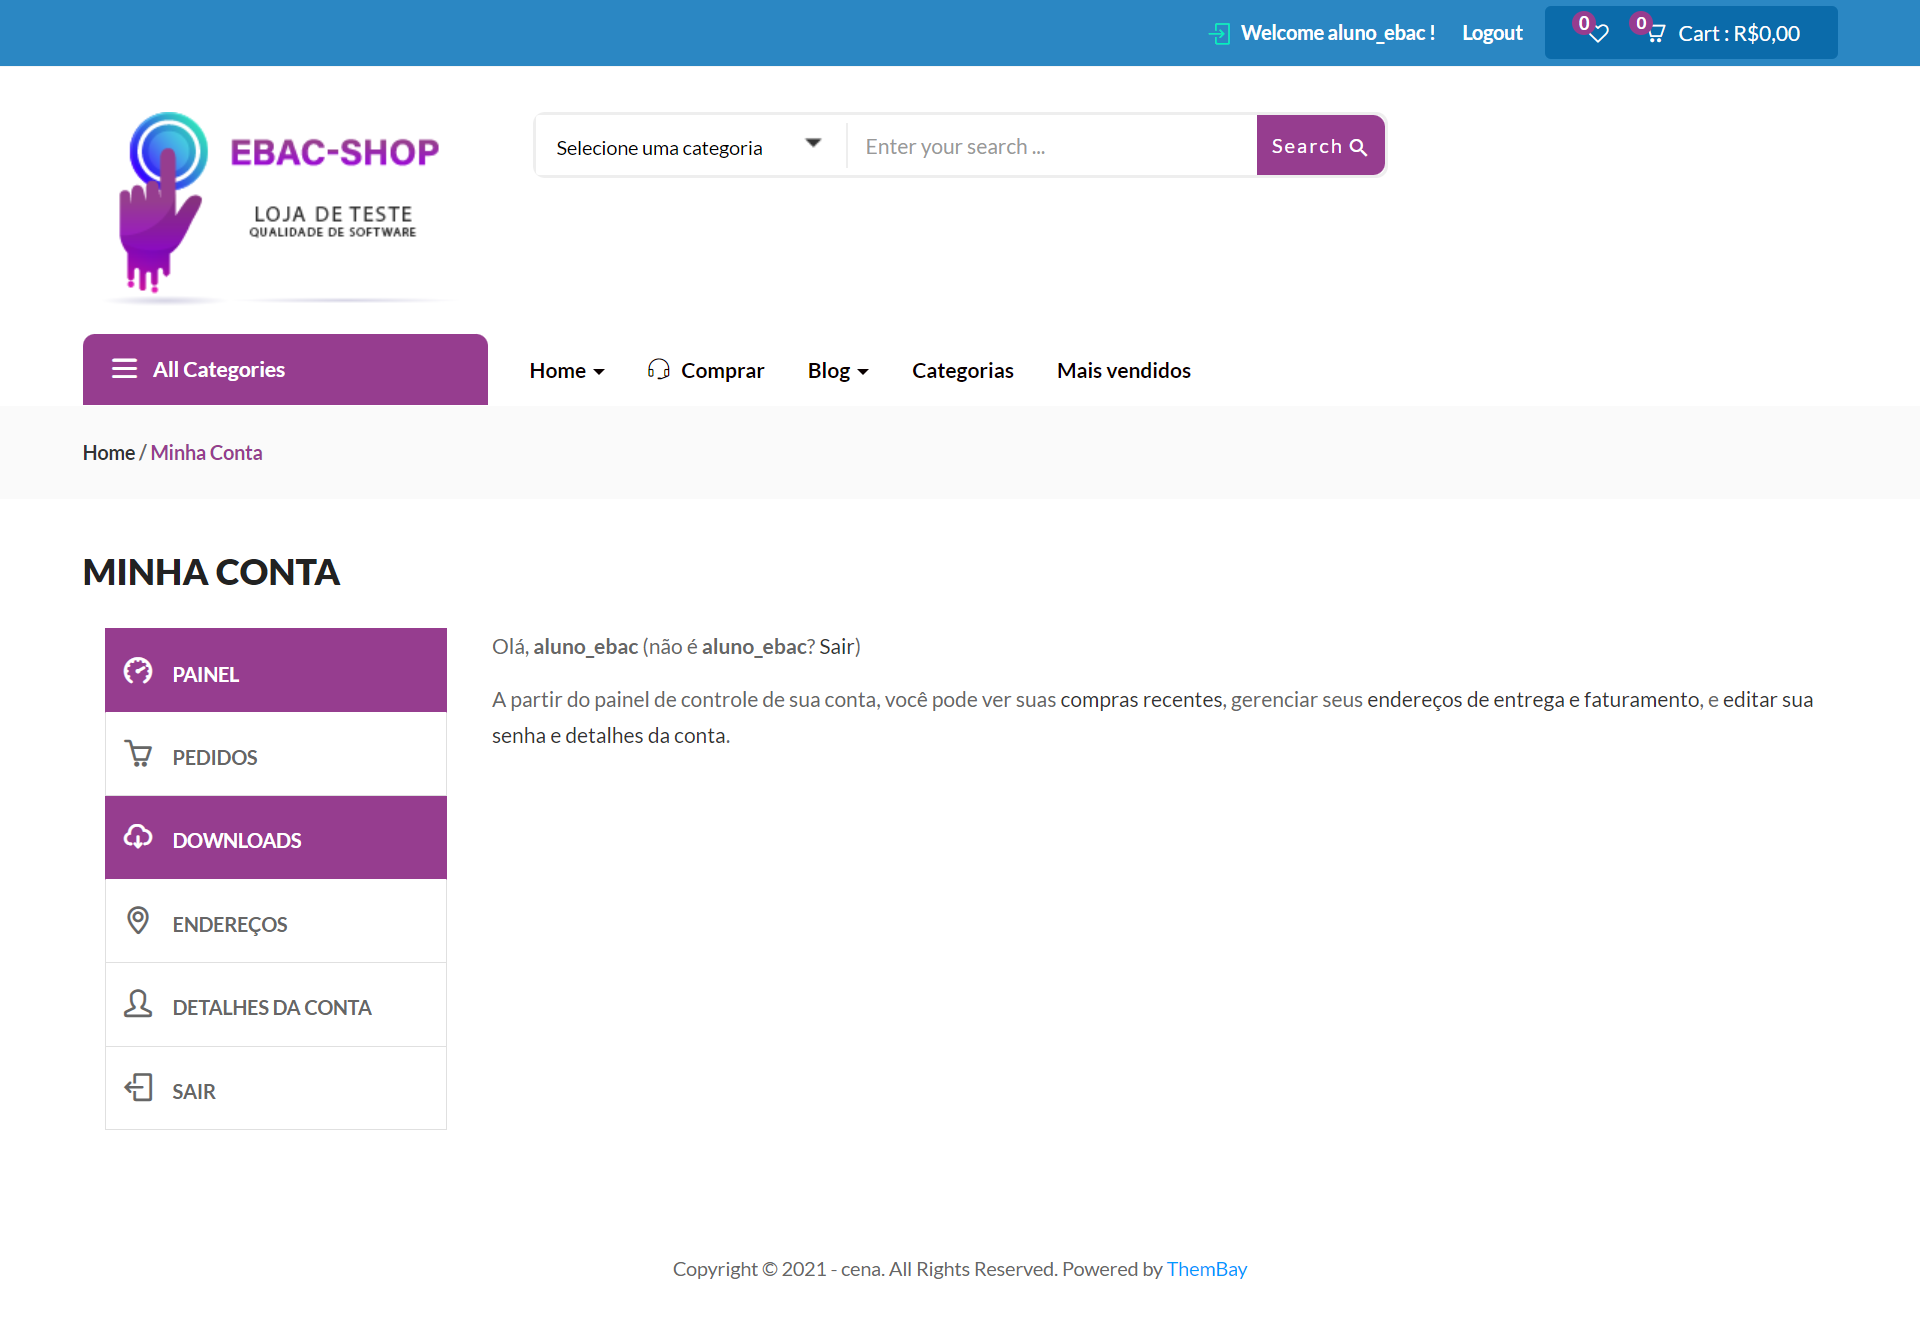 Welcome aluno_ebac !
Logout
0
0
Cart : R$0,00
EBAC-SHOP
LOJA DE TESTE
QUALIDADE DE SOFTWARE
Selecione uma categoria
Enter your search ...
Search
All Categories
Home
Comprar
Blog
Categorias
Mais vendidos
Home / Minha Conta
MINHA CONTA
PAINEL
PEDIDOS
DOWNLOADS
ENDEREÇOS
DETALHES DA CONTA
SAIR
Olá, aluno_ebac (não é aluno_ebac? Sair)
A partir do painel de controle de sua conta, você pode ver suas compras recentes, gerenciar seus endereços de entrega e faturamento, e editar sua
senha e detalhes da conta.
Copyright © 2021 - cena. All Rights Reserved. Powered by ThemBay